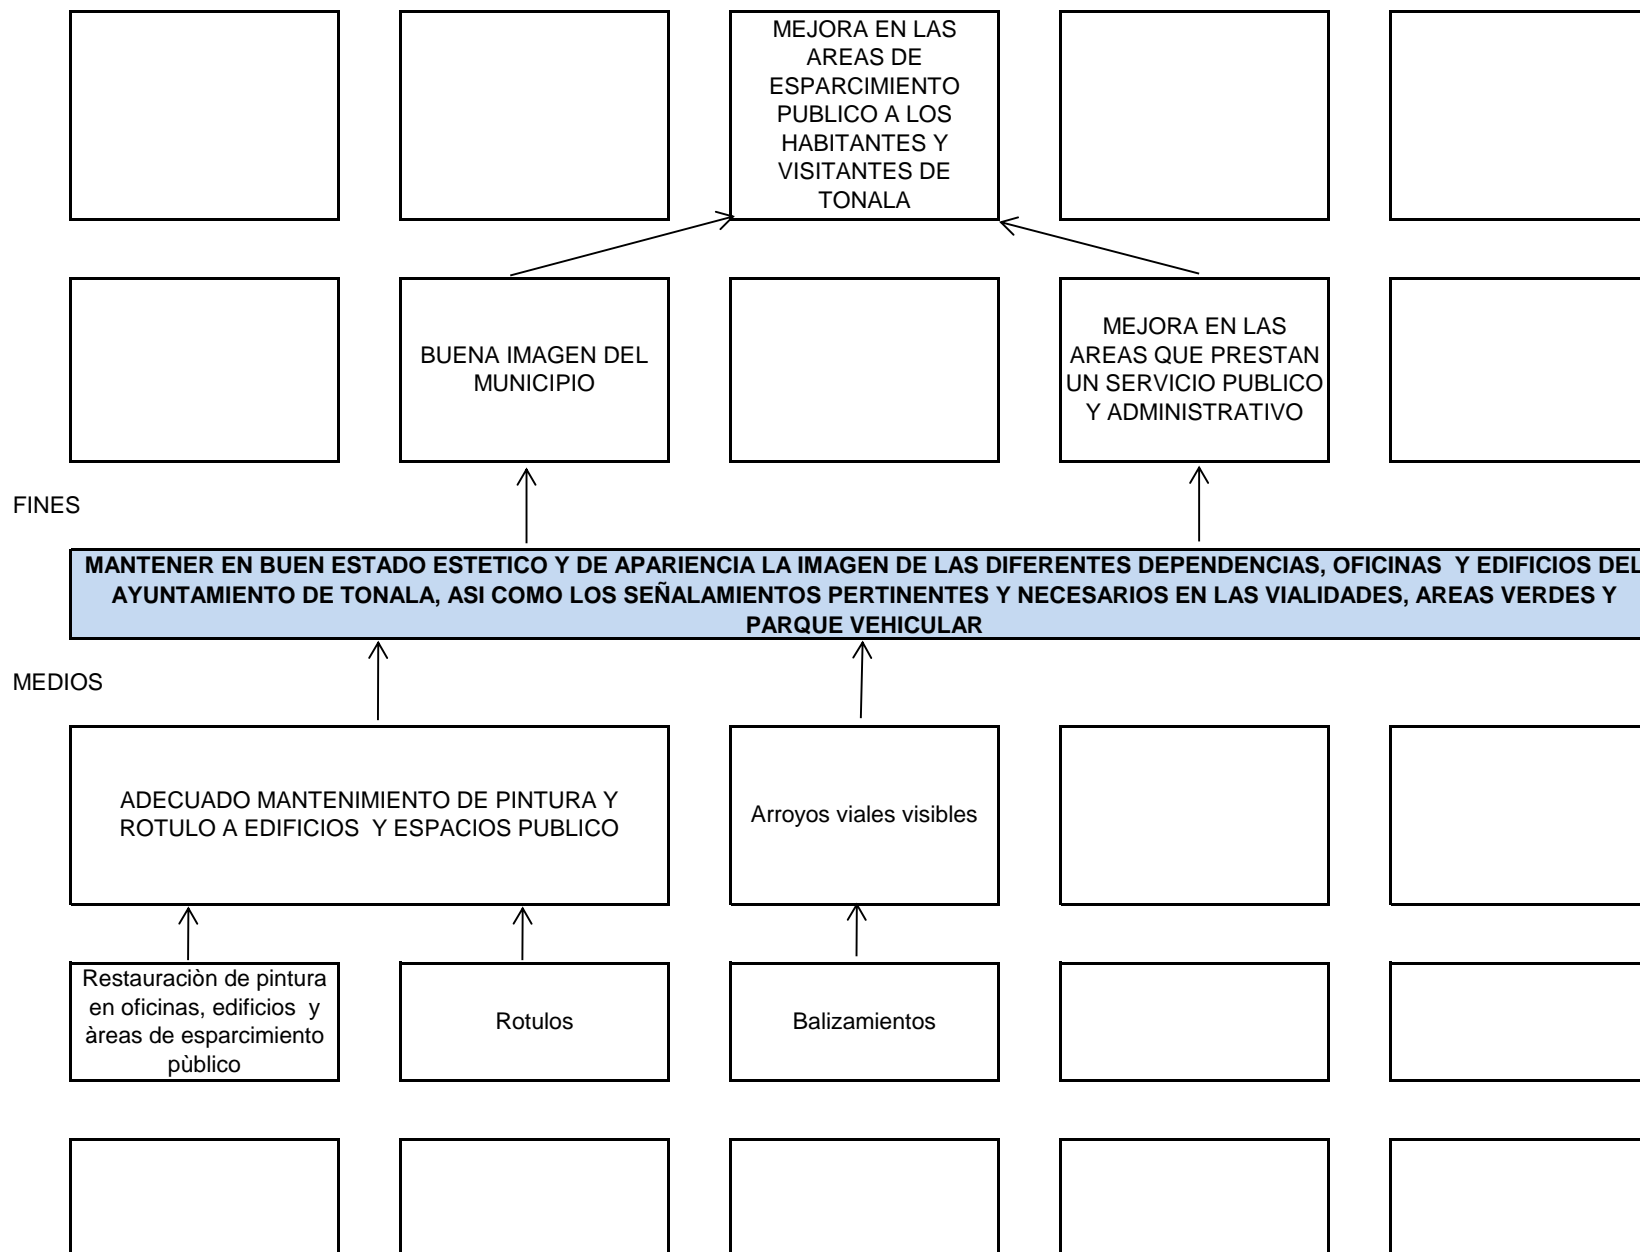 MEJORA EN LAS
AREAS DE
ESPARCIMIENTO
PUBLICO A LOS
HABITANTES Y
VISITANTES DE
TONALA
BUENA IMAGEN DEL
MUNICIPIO
MEJORA EN LAS
AREAS QUE PRESTAN
UN SERVICIO PUBLICO
Y ADMINISTRATIVO
FINES
MANTENER EN BUEN ESTADO ESTETICO Y DE APARIENCIA LA IMAGEN DE LAS DIFERENTES DEPENDENCIAS, OFICINAS  Y EDIFICIOS DEL
AYUNTAMIENTO DE TONALA, ASI COMO LOS SEÑALAMIENTOS PERTINENTES Y NECESARIOS EN LAS VIALIDADES, AREAS VERDES Y
PARQUE VEHICULAR
MEDIOS
ADECUADO MANTENIMIENTO DE PINTURA Y
ROTULO A EDIFICIOS  Y ESPACIOS PUBLICO
Arroyos viales visibles
Restauraciòn de pintura
en oficinas, edificios  y
àreas de esparcimiento
pùblico
Rotulos
Balizamientos